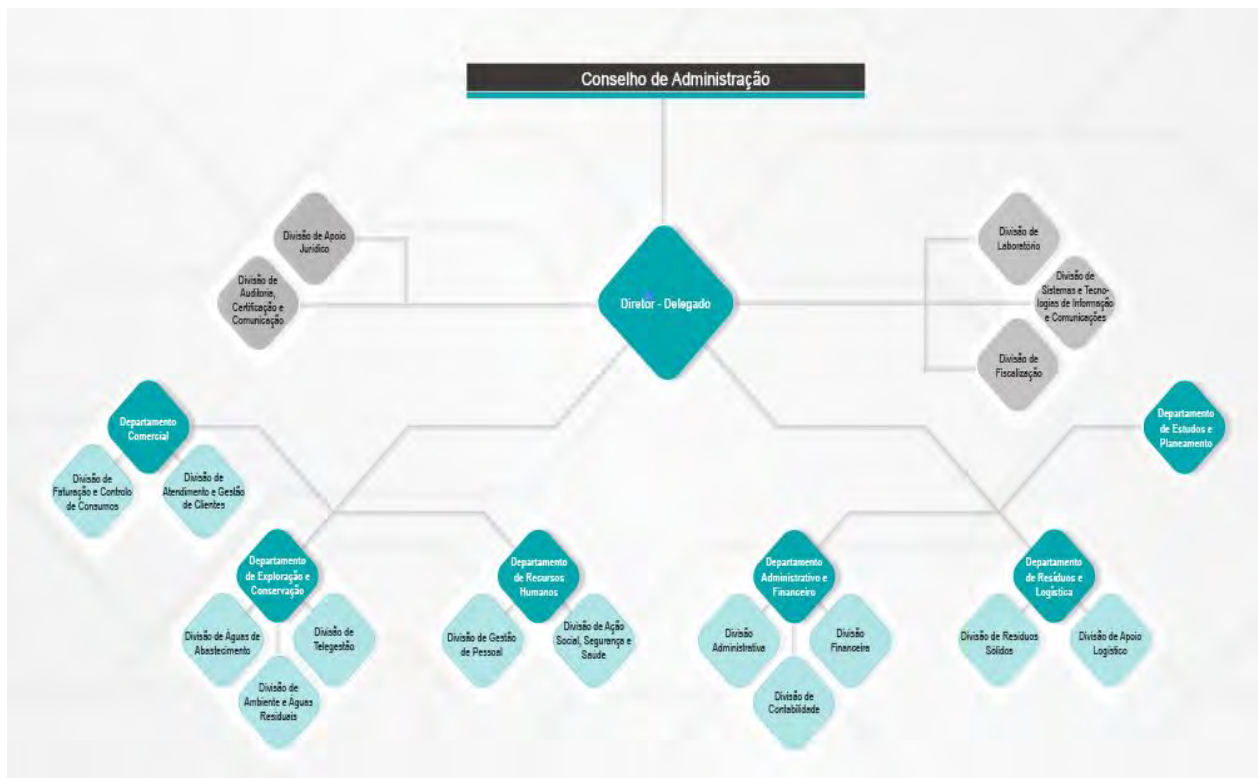 Conselho de Administração
Divisão de Apoio
Jurídico
Divisão de
Auditoria,
Certificação e
Comunicação
Diretor - Delegado
Divisão de
Laboratório
Divisão de
Sistemas e Tecno-
logias de Informação
e Comunicações
Divisão de
Fiscalização
Departamento
Comercial
Divisão de
Faturação e Controlo
de Consumos
Divisão de
Atendimento e Gestão
de Clientes
Departamento
de Estudos e
Planeamento
Departamento
de Exploração e
Conservação
Divisão de Águas de
Abastecimento
Divisão de
Telegestão
Divisão de
Ambiente e Águas
Residuais
Departamento
de Recursos
Humanos
Divisão de Gestão
de Pessoal
Divisão de Ação
Social, Segurança e
Saúde
Departamento
Administrativo e
Financeiro
Divisão
Administrativa
Divisão
Financeira
Divisão de
Contabilidade
Departamento
de Resíduos e
Logística
Divisão de Resíduos
Sólidos
Divisão de Apoio
Logístico